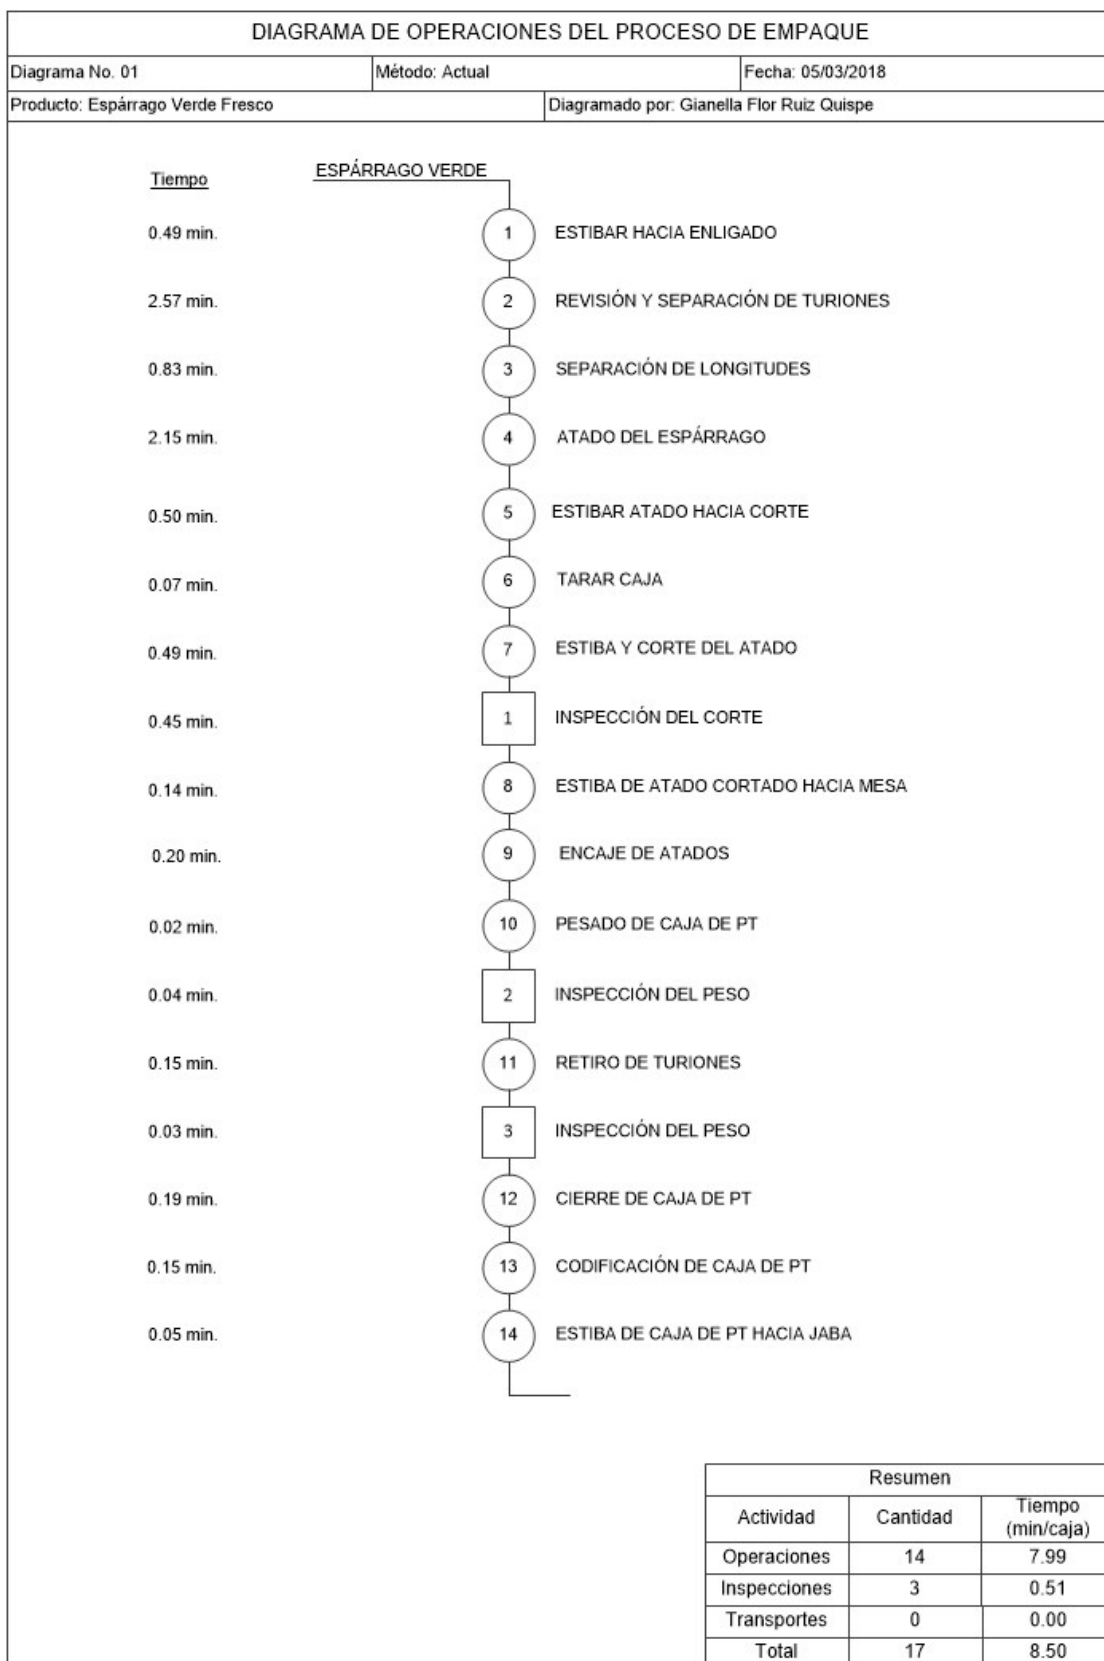 DIAGRAMA DE OPERACIONES DEL PROCESO DE EMPAQUE
Diagrama No. 01 Método: Actual Fecha: 05/03/2018
Producto: Espárrago Verde Fresco Diagramado por: Gianella Flor Ruiz Quispe
Tiempo ESPÁRRAGO VERDE
0.49 min. 1 ESTIBAR HACIA ENLIGADO
2.57 min. 2 REVISIÓN Y SEPARACIÓN DE TURIONES
0.83 min. 3 SEPARACIÓN DE LONGITUDES
2.15 min. 4 ATADO DEL ESPÁRRAGO
0.50 min. 5 ESTIBAR ATADO HACIA CORTE
0.07 min. 6 TARAR CAJA
0.49 min. 7 ESTIBA Y CORTE DEL ATADO
0.45 min. 1 INSPECCIÓN DEL CORTE
0.14 min. 8 ESTIBA DE ATADO CORTADO HACIA MESA
0.20 min. 9 ENCAJE DE ATADOS
0.02 min. 10 PESADO DE CAJA DE PT
0.04 min. 2 INSPECCIÓN DEL PESO
0.15 min. 11 RETIRO DE TURIONES
0.03 min. 3 INSPECCIÓN DEL PESO
0.19 min. 12 CIERRE DE CAJA DE PT
0.15 min. 13 CODIFICACIÓN DE CAJA DE PT
0.05 min. 14 ESTIBA DE CAJA DE PT HACIA JABA
Resumen
Actividad Cantidad Tiempo (min/caja)
Operaciones 14 7.99
Inspecciones 3 0.51
Transportes 0 0.00
Total 17 8.50